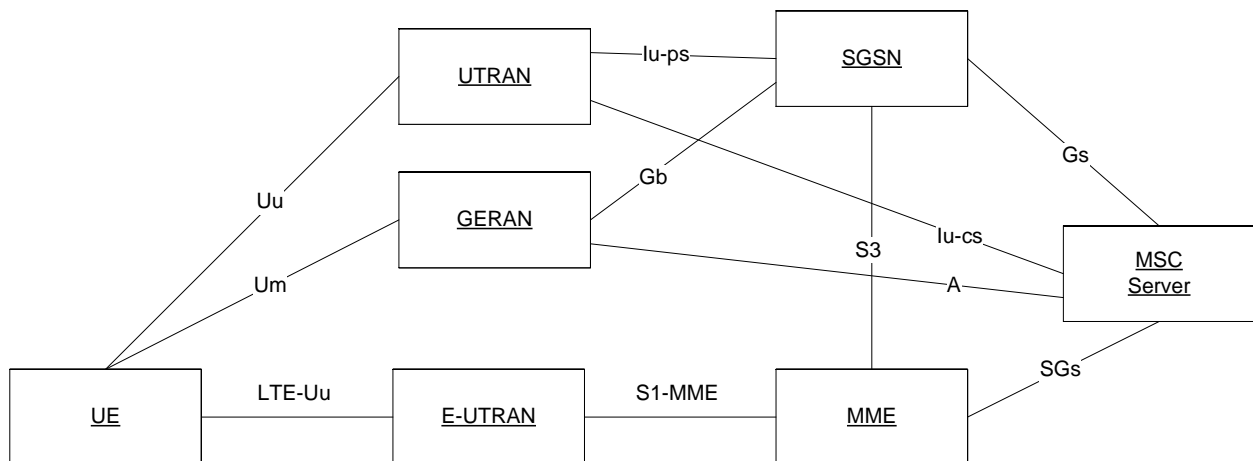 Iu-ps
SGSN
UTRAN
Gs
Gb
Uu
GERAN
Iu-cs
S3
MSC
Server
Um
A
SGs
LTE-Uu
S1-MME
UE
E-UTRAN
MME